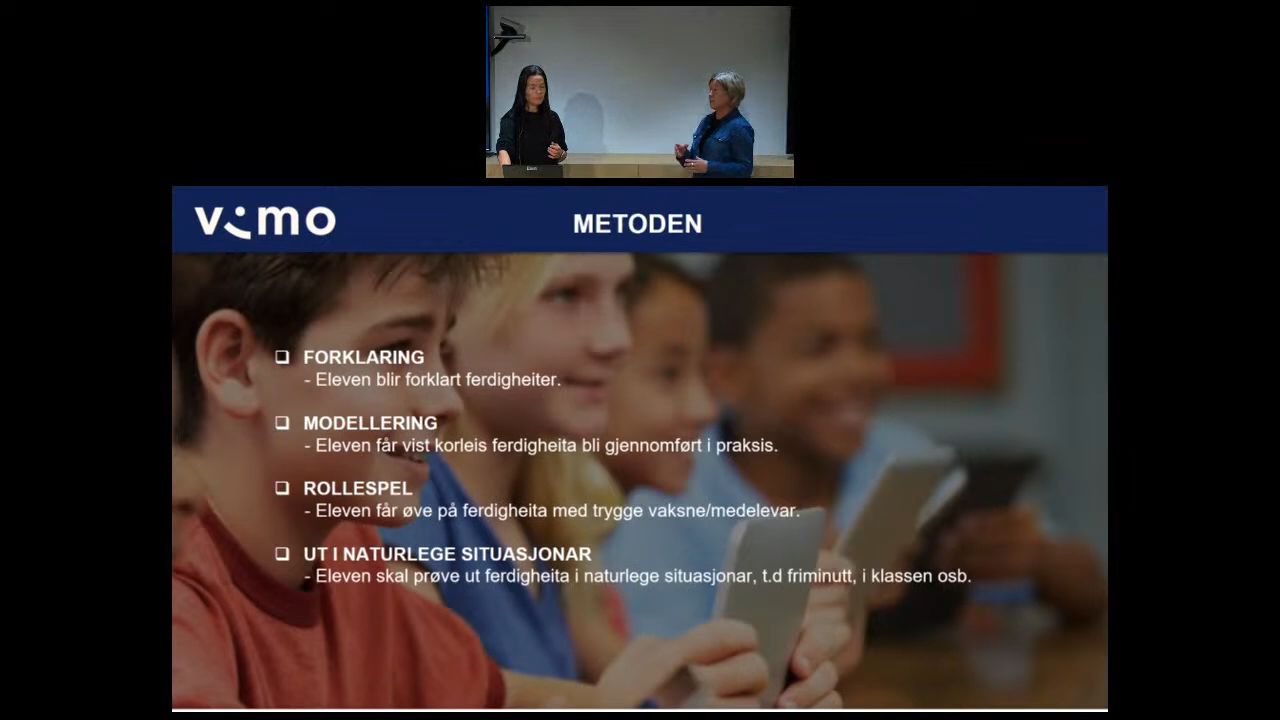 vimo
METODEN
FORKLARING
- Eleven blir forklart ferdigheiter.
MODELLERING
- Eleven får vist korleis ferdigheita bli gjennomført i praksis.
ROLLESPEL
- Eleven får øve på ferdigheita med trygge vaksne/medelevar.
UT I NATURLEGE SITUASJONAR
- Eleven skal prøve ut ferdigheita i naturlege situasjonar, t.d friminutt, i klassen osb.